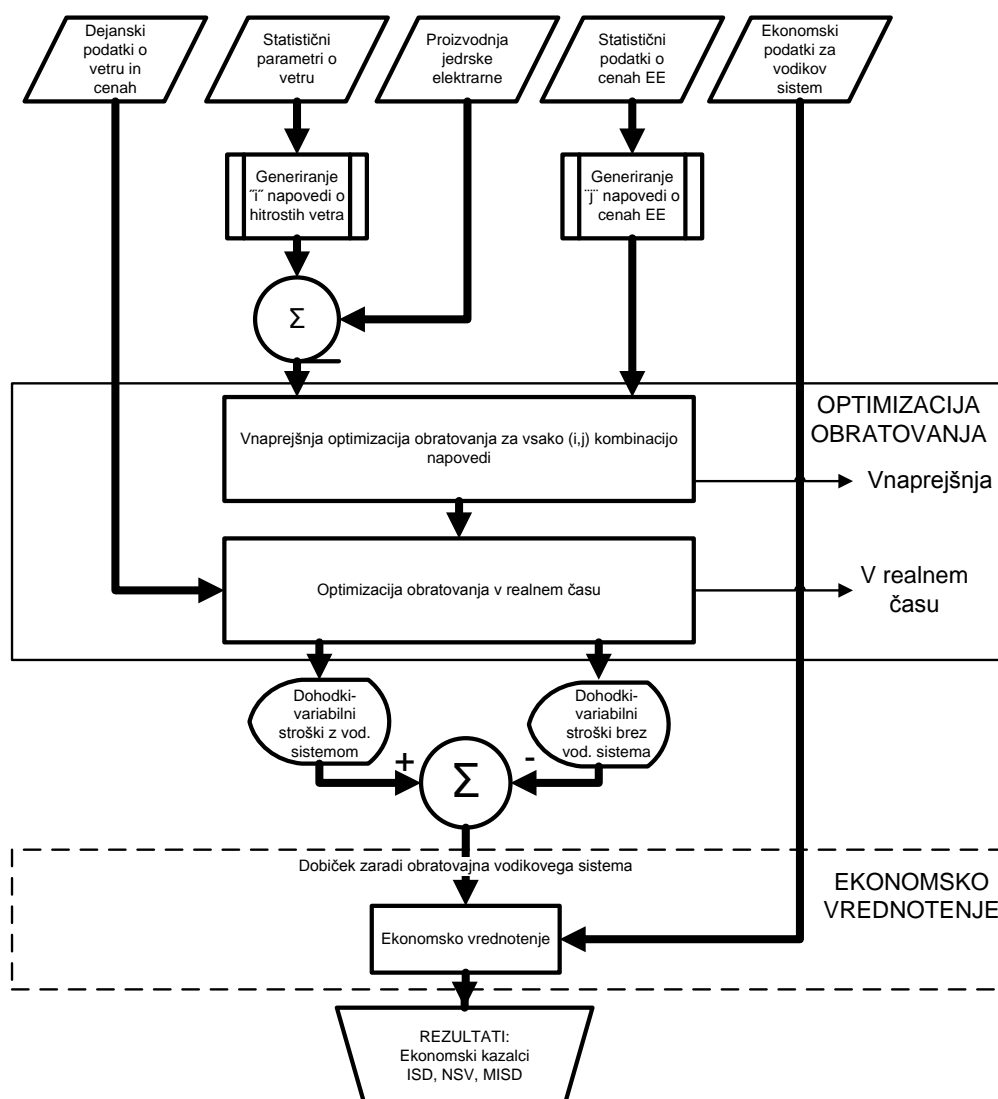 Dejanski
podatki o
vetru in
cenah
Statistični
parametri o
vetru
Proizvodnja
jedrske
elektrarne
Statistični
podatki o
cenah EE
Ekonomski
podatki za
vodikov
sistem
Generiranje
˝i˝ napovedi o
hitrostih vetra
Generiranje
¨j¨ napovedi o
cenah EE
Σ
OPTIMIZACIJA
OBRATOVANJA
Vnaprejšnja optimizacija obratovanja za vsako (i,j) kombinacijo
napovedi
Vnaprejšnja
Optimizacija obratovanja v realnem času
V realnem
času
Dohodki-
variabilni
stroški z vod.
sistemom
Dohodki-
variabilni
stroški brez
vod. sistema
+
Σ
-
Dobiček zaradi obratovajna vodikovega sistema
EKONOMSKO
VREDNOTENJE
Ekonomsko vrednotenje
REZULTATI:
Ekonomski kazalci
ISD, NSV, MISD